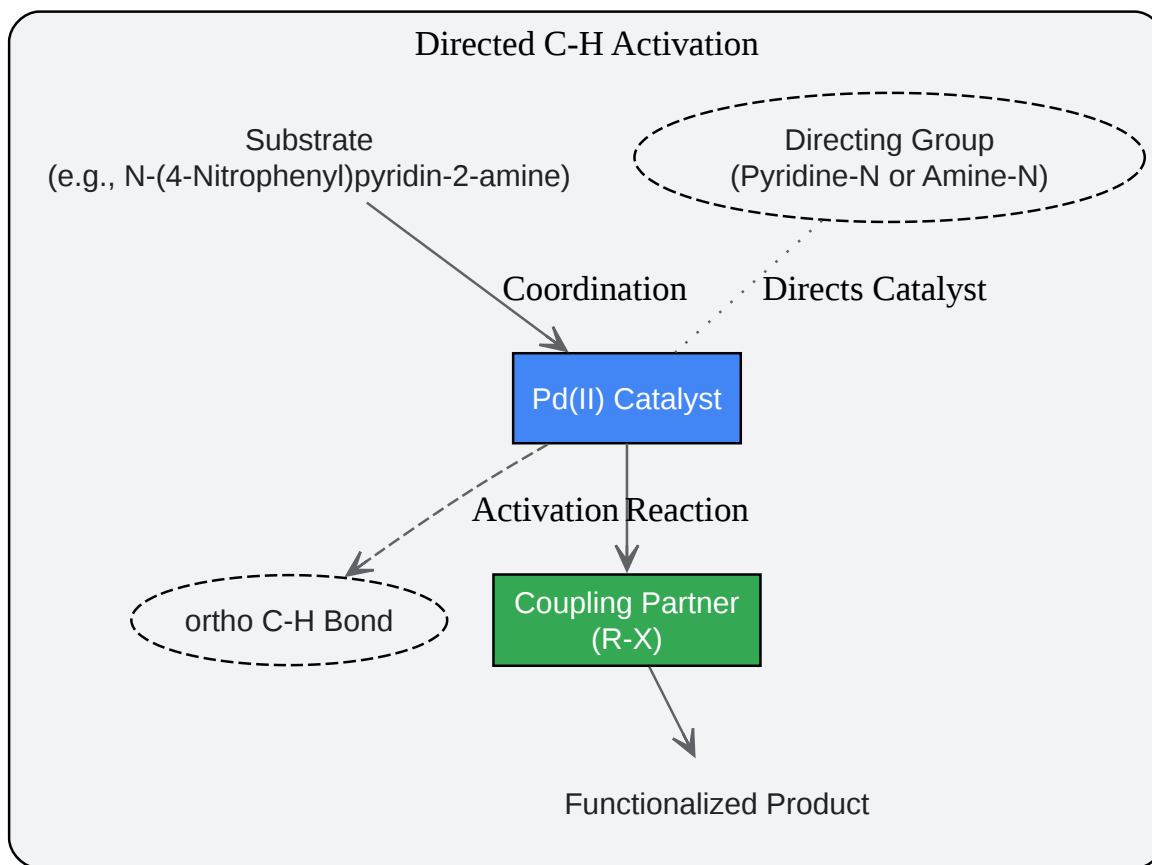 Directed C-H Activation
Substrate
(e.g., N-(4-Nitrophenyl)pyridin-2-amine)
Directing Group
(Pyridine-N or Amine-N)
Coordination
Directs Catalyst
Pd(II) Catalyst
Activation
Reaction
ortho C-H Bond
Coupling Partner
(R-X)
Functionalized Product